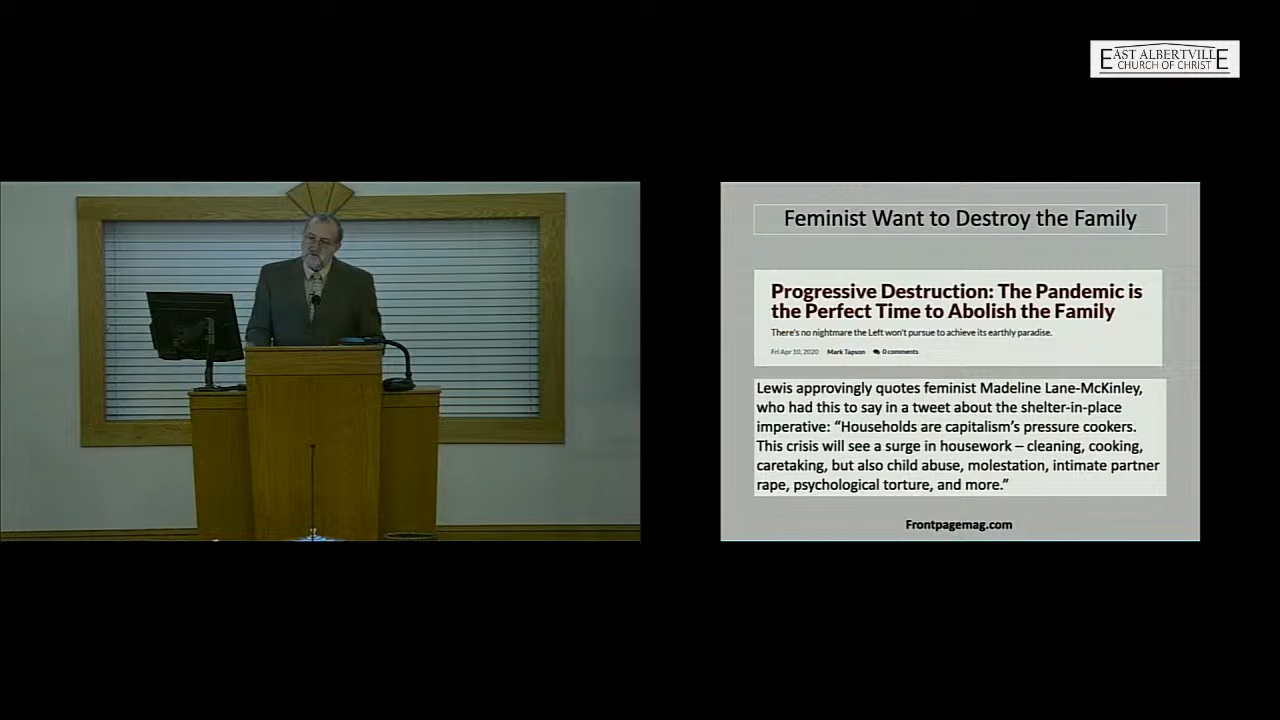 EAST ALBERTVILLE
CHURCH OF CHRIST
Feminist Want to Destroy the Family
Progressive Destruction: The Pandemic is
the Perfect Time to Abolish the Family
There's no nightmare the Left won't pursue to achieve its earthly paradise.
Fri Apr 10, 2020 Mark Tapson 0 comments
Lewis approvingly quotes feminist Madeline Lane-McKinley,
who had this to say in a tweet about the shelter-in-place
imperative: “Households are capitalism’s pressure cookers.
This crisis will see a surge in housework – cleaning, cooking,
caretaking, but also child abuse, molestation, intimate partner
rape, psychological torture, and more.”
Frontpagemag.com